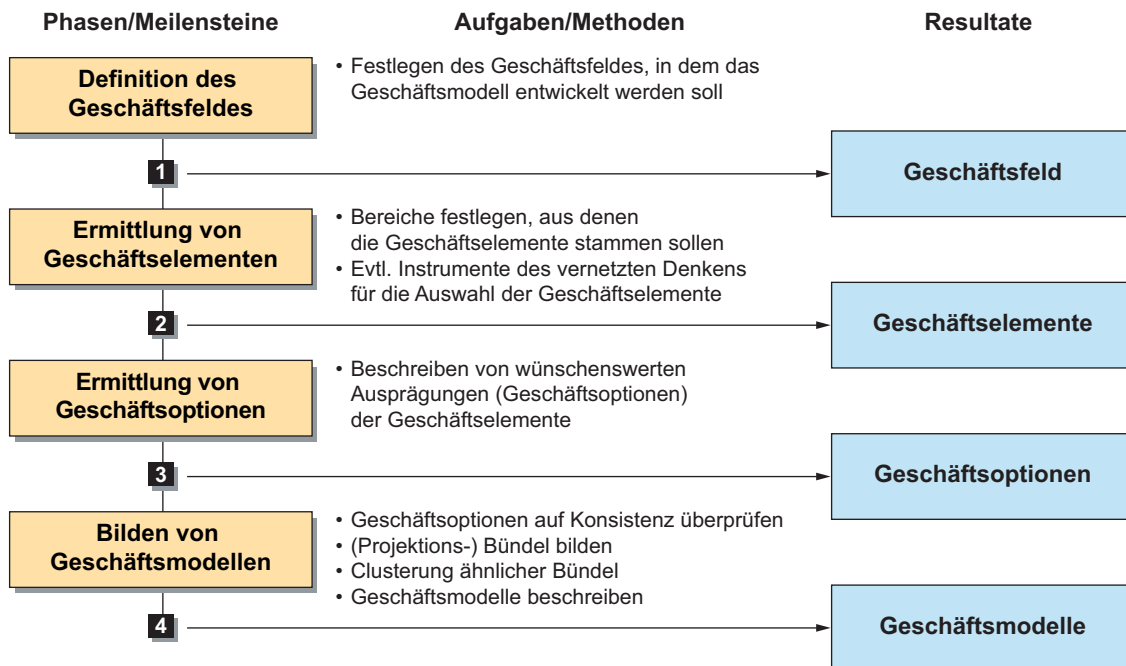 Phasen/Meilensteine
Aufgaben/Methoden
Resultate
Definition des
Geschäftsfeldes
• Festlegen des Geschäftsfeldes, in dem das
Geschäftsmodell entwickelt werden soll
1
Geschäftsfeld
Ermittlung von
Geschäftselementen
• Bereiche festlegen, aus denen
die Geschäftselemente stammen sollen
• Evtl. Instrumente des vernetzten Denkens
für die Auswahl der Geschäftselemente
2
Geschäftselemente
Ermittlung von
Geschäftsoptionen
• Beschreiben von wünschenswerten
Ausprägungen (Geschäftsoptionen)
der Geschäftselemente
3
Geschäftsoptionen
Bilden von
Geschäftsmodellen
• Geschäftsoptionen auf Konsistenz überprüfen
• (Projektions-) Bündel bilden
• Clusterung ähnlicher Bündel
• Geschäftsmodelle beschreiben
4
Geschäftsmodelle